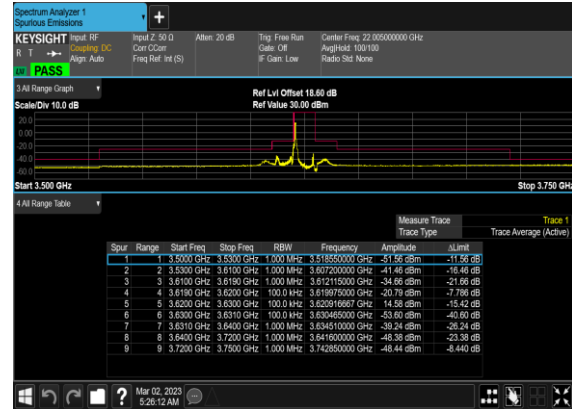 Spectrum Analyzer 1
Spurious Emissions
KEYSIGHT Input: RF Input Z: 50 Ω Atten: 20 dB Trig: Free Run Center Freq: 22.005000000 GHz
R T Coupling: DC Corr CCorr Gate: Off Avg|Hold: 100/100
Align: Auto Freq Ref: Int (S) IF Gain: Low Radio Std: None
PASS
3 All Range Graph
Ref Lvl Offset 18.60 dB
Scale/Div 10.0 dB Ref Value 30.00 dBm
20.0
0.00
-20.0
-40.0
-60.0
Start 3.500 GHz Stop 3.750 GHz
4 All Range Table
Measure Trace Trace 1
Trace Type Trace Average (Active)
Spur Range Start Freq Stop Freq RBW Frequency Amplitude ΔLimit
1 1 3.5000 GHz 3.5300 GHz 1.000 MHz 3.518550000 GHz -51.56 dBm -11.56 dB
2 2 3.5300 GHz 3.6100 GHz 1.000 MHz 3.607200000 GHz -41.46 dBm -16.46 dB
3 3 3.6100 GHz 3.6190 GHz 1.000 MHz 3.612115000 GHz -34.66 dBm -21.66 dB
4 4 3.6190 GHz 3.6200 GHz 100.0 kHz 3.619975000 GHz -20.79 dBm -7.786 dB
5 5 3.6200 GHz 3.6300 GHz 100.0 kHz 3.620916667 GHz 14.58 dBm -15.42 dB
6 6 3.6300 GHz 3.6310 GHz 100.0 kHz 3.630465000 GHz -53.60 dBm -40.60 dB
7 7 3.6310 GHz 3.6400 GHz 1.000 MHz 3.634510000 GHz -39.24 dBm -26.24 dB
8 8 3.6400 GHz 3.7200 GHz 1.000 MHz 3.641600000 GHz -48.38 dBm -23.38 dB
9 9 3.7200 GHz 3.7500 GHz 1.000 MHz 3.742850000 GHz -48.44 dBm -8.440 dB
? Mar 02, 2023
5:26:12 AM